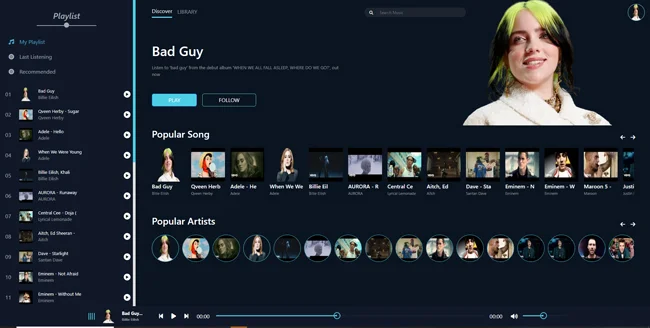 Playlist
My Playlist
Last Listening
Recommended
01 Bad Guy
Billie Eilish
02 Qveen Herby - Sugar
Qveen Herby
03 Adele - Hello
Adele
04 When We Were Young
Adele
05 Billie Eilish, Khali
Billie Eilish
06 AURORA - Runaway
AURORA
07 Central Cee - Doja (
Lyrical Lemonade
08 Aitch, Ed Sheeran -
Aitch
09 Dave - Starlight
Santan Dave
10 Eminem - Not Afraid
Eminem
11 Eminem - Without Me
Eminem
Discover LIBRARY
Search Music
Bad Guy
Listen to 'bad guy' from the debut album 'WHEN WE ALL FALL ASLEEP, WHERE DO WE GO?', out
now
PLAY FOLLOW
Popular Song
Bad Guy Qveen Herb Adele - He When We We Billie Eil AURORA - R Central Ce Aitch, Ed Dave - Sta Eminem - N Eminem - W Maroon 5 - Justi
Billie Eilish Qveen Herby Adele Adele Billie Eilish AURORA Lyrical Lemonade Aitch Santan Dave Eminem Eminem Maroon 5
Popular Artists
Bad Guy...
Billie Eilish
00:00 00:00